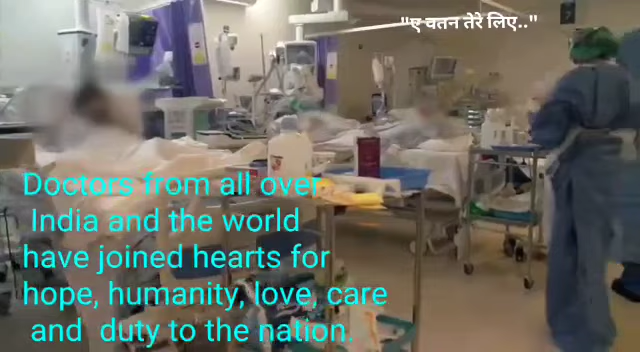 "ए वतन तेरे लिए.."
Doctors from all over
India and the world
have joined hearts for
hope, humanity, love, care
and duty to the nation.